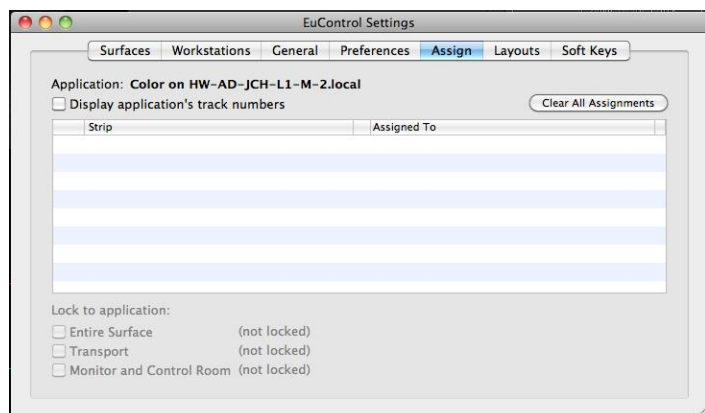 EuControl Settings
Surfaces Workstations General Preferences Assign Layouts Soft Keys
Application: Color on HW-AD-JCH-L1-M-2.local
Display application's track numbers Clear All Assignments
Strip Assigned To
Lock to application:
Entire Surface (not locked)
Transport (not locked)
Monitor and Control Room (not locked)